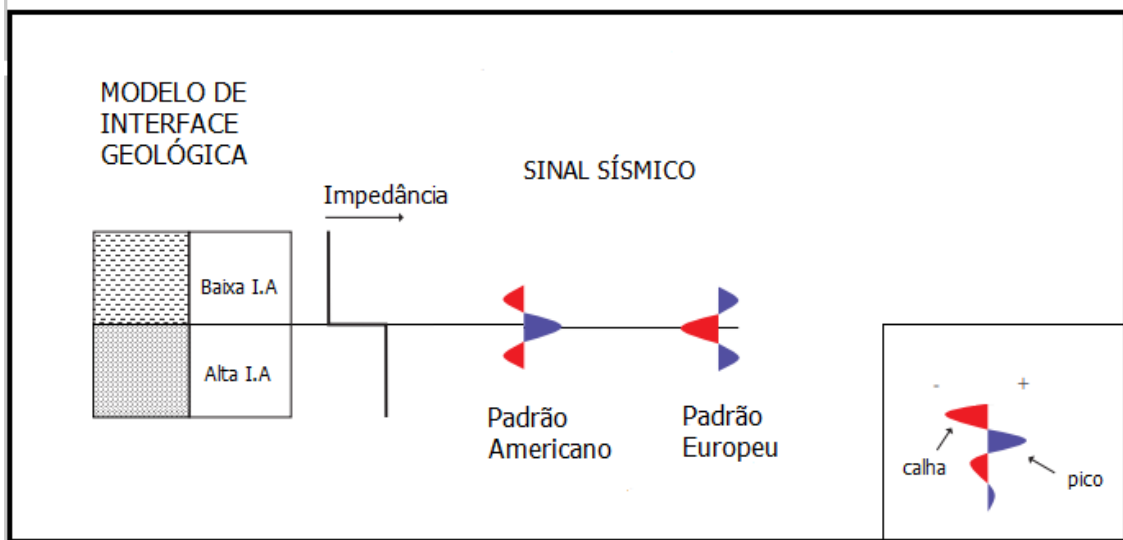 MODELO DE
INTERFACE
GEOLÓGICA
SINAL SÍSMICO
Impedância
Baixa I.A
Alta I.A
Padrão
Americano
Padrão
Europeu
- +
calha
pico